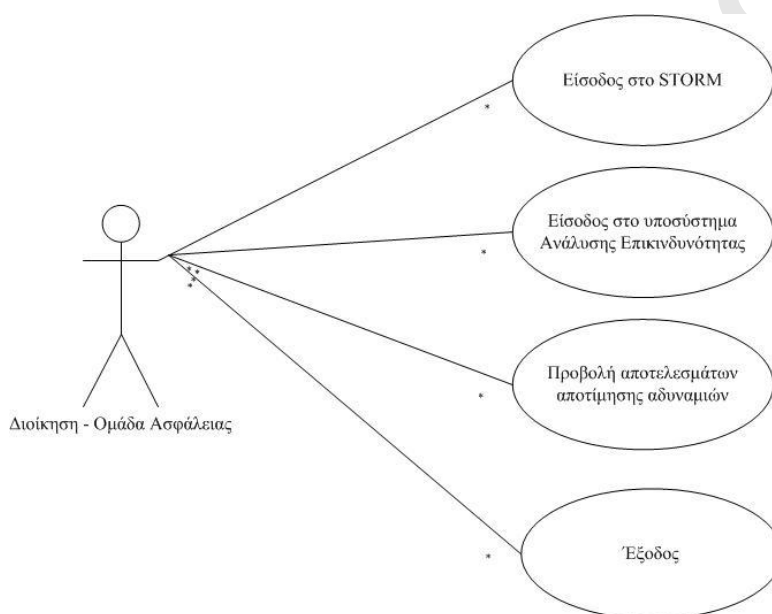 Είσοδος στο STORM
*
Είσοδος στο υποσύστημα
Ανάλυσης Επικινδυνότητας
*
* *
*
*
Προβολή αποτελεσμάτων
αποτίμησης αδυναμιών
*
Διοίκηση - Ομάδα Ασφάλειας
Έξοδος
*